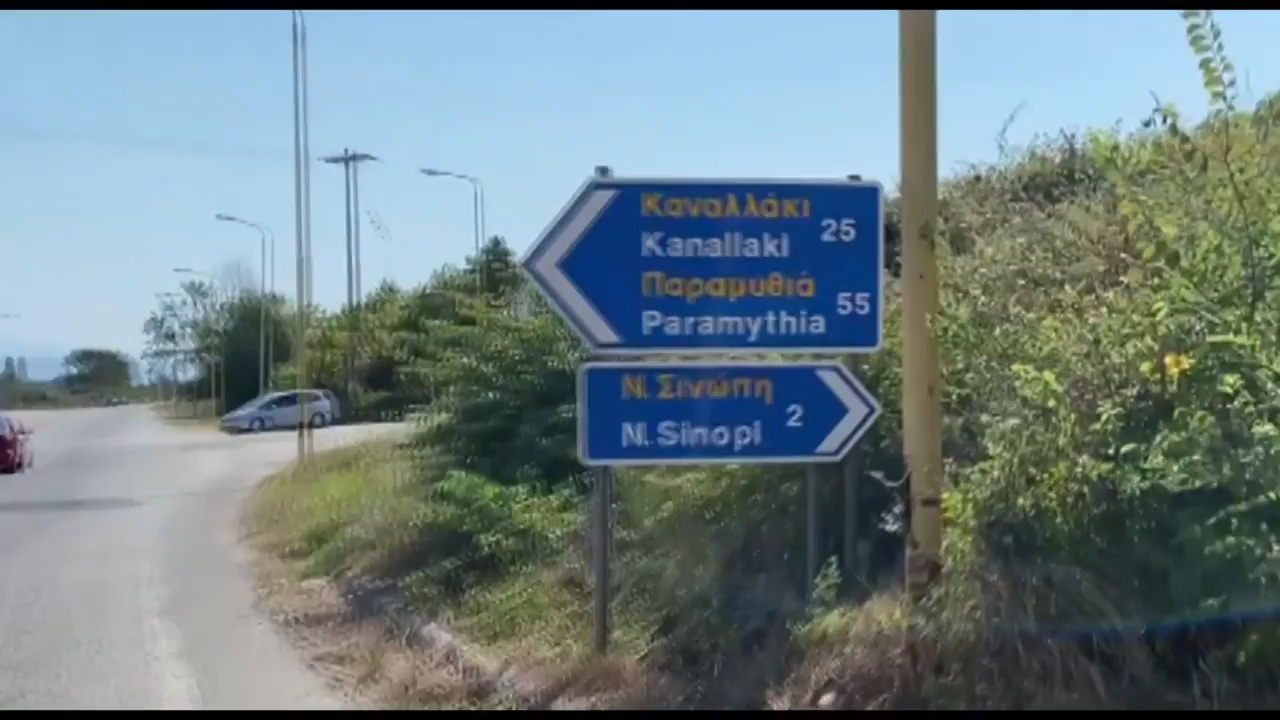 Καναλλάκι
Kanallaki 25
Παραμυθιά
Paramythia 55
Ν. Σινώπη
N. Sinopi 2